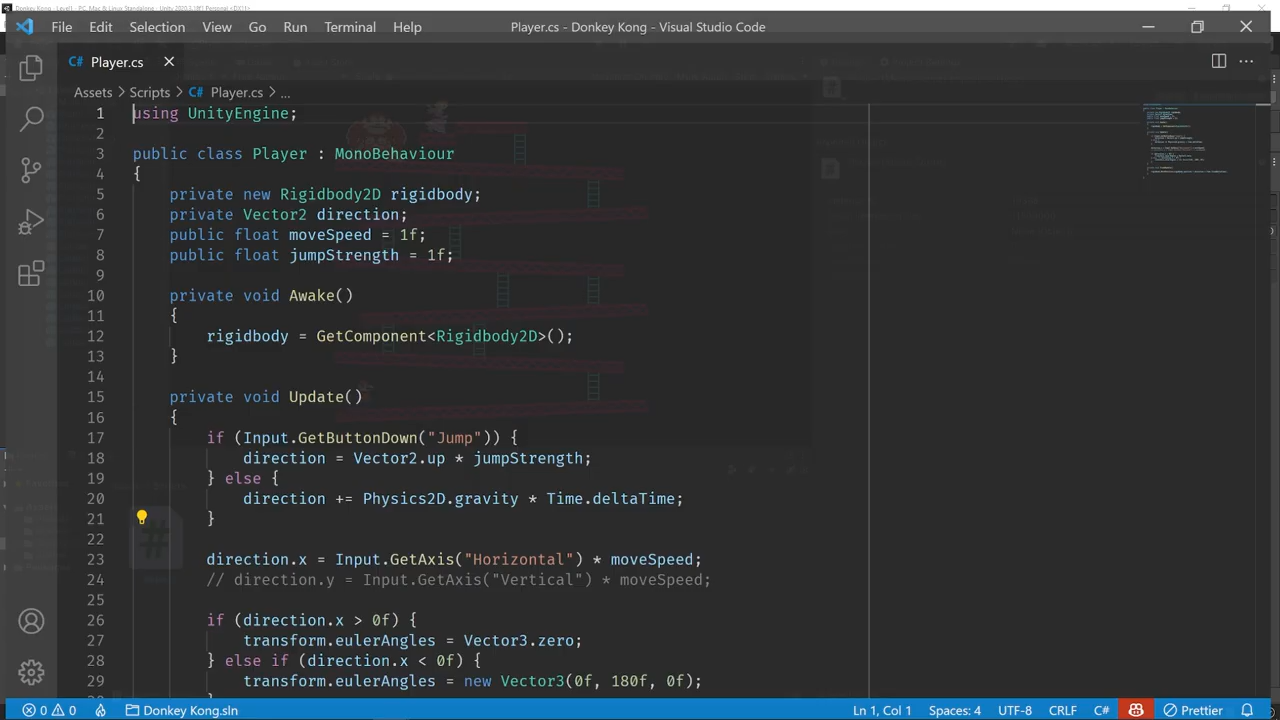 File Edit Selection View Go Run Terminal Help Player.cs - Donkey Kong - Visual Studio Code
C# Player.cs
Assets > Scripts > C# Player.cs > ...
1 using UnityEngine;
2
3 public class Player : MonoBehaviour
4 {
5 private new Rigidbody2D rigidbody;
6 private Vector2 direction;
7 public float moveSpeed = 1f;
8 public float jumpStrength = 1f;
9
10 private void Awake()
11 {
12 rigidbody = GetComponent<Rigidbody2D>();
13 }
14
15 private void Update()
16 {
17 if (Input.GetButtonDown("Jump")) {
18 direction = Vector2.up * jumpStrength;
19 } else {
20 direction += Physics2D.gravity * Time.deltaTime;
21 }
22
23 direction.x = Input.GetAxis("Horizontal") * moveSpeed;
24 // direction.y = Input.GetAxis("Vertical") * moveSpeed;
25
26 if (direction.x > 0f) {
27 transform.eulerAngles = Vector3.zero;
28 } else if (direction.x < 0f) {
29 transform.eulerAngles = new Vector3(0f, 180f, 0f);
0 0 Donkey Kong.sln Ln 1, Col 1 Spaces: 4 UTF-8 CRLF C# Prettier